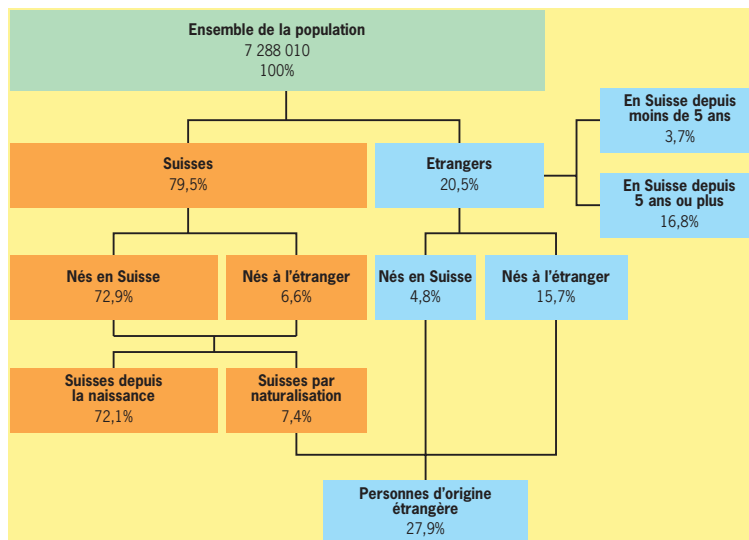 Ensemble de la population
7 288 010
100%
En Suisse depuis
moins de 5 ans
3,7%
Suisses
79,5%
Etrangers
20,5%
En Suisse depuis
5 ans ou plus
16,8%
Nés en Suisse
72,9%
Nés à l'étranger
6,6%
Nés en Suisse
4,8%
Nés à l'étranger
15,7%
Suisses depuis
la naissance
72,1%
Suisses par
naturalisation
7,4%
Personnes d'origine
étrangère
27,9%